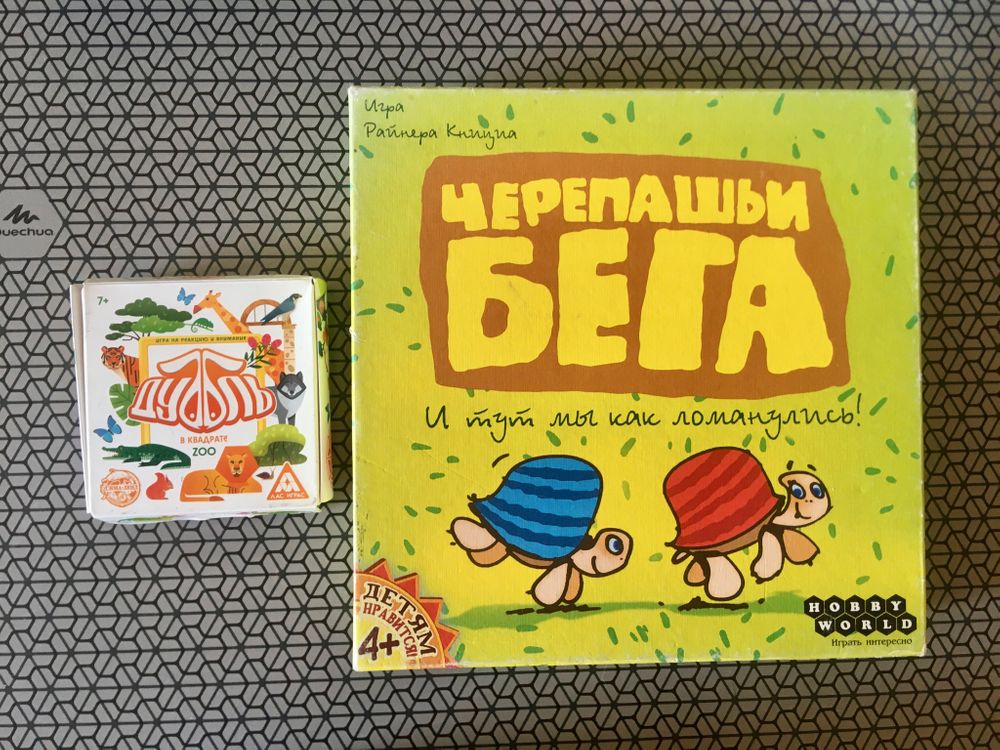 Игра
Райнера Книциа
ЧЕРЕПАШЬИ
БЕГА
И тут мы как ломанулись!
ДЕТЯМ
НРАВИТСЯ!
4+
HOBBY
WORLD
Играть интересно
uechua
7+
ИГРА НА РЕАКЦИЮ И ВНИМАНИЕ
ДУЭЛЬ
В КВАДРАТЕ
ZOO
ЛАС ИГРАС